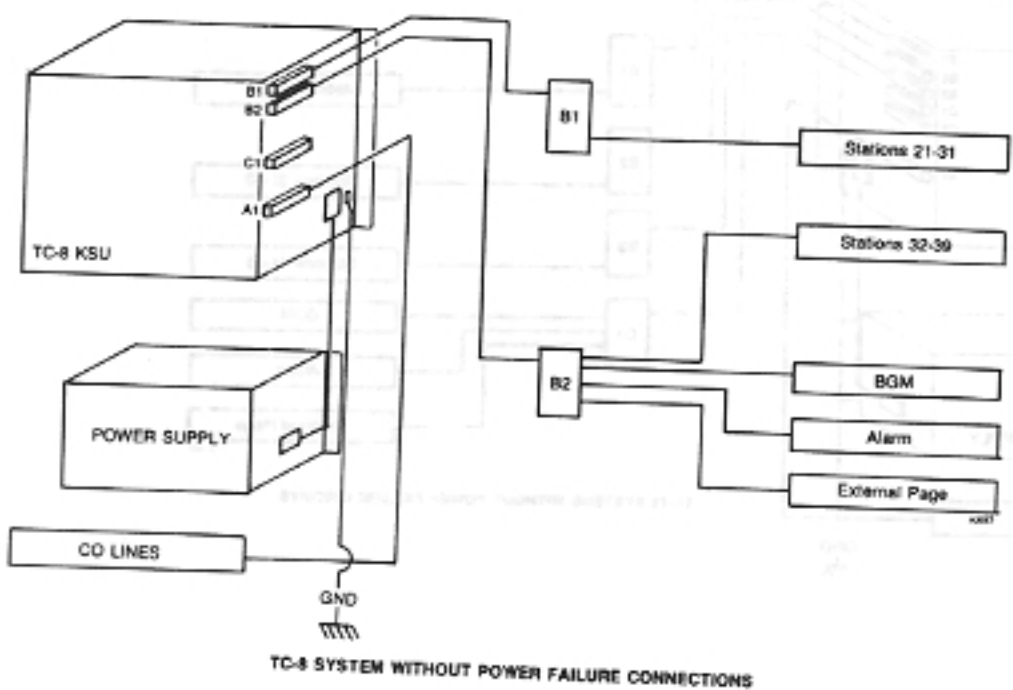 B1
B2
C1
A1
TC-8 KSU
B1
Stations 21-31
Stations 32-39
B2
BGM
Alarm
External Page
POWER SUPPLY
CO LINES
GND
TC-8 SYSTEM WITHOUT POWER FAILURE CONNECTIONS